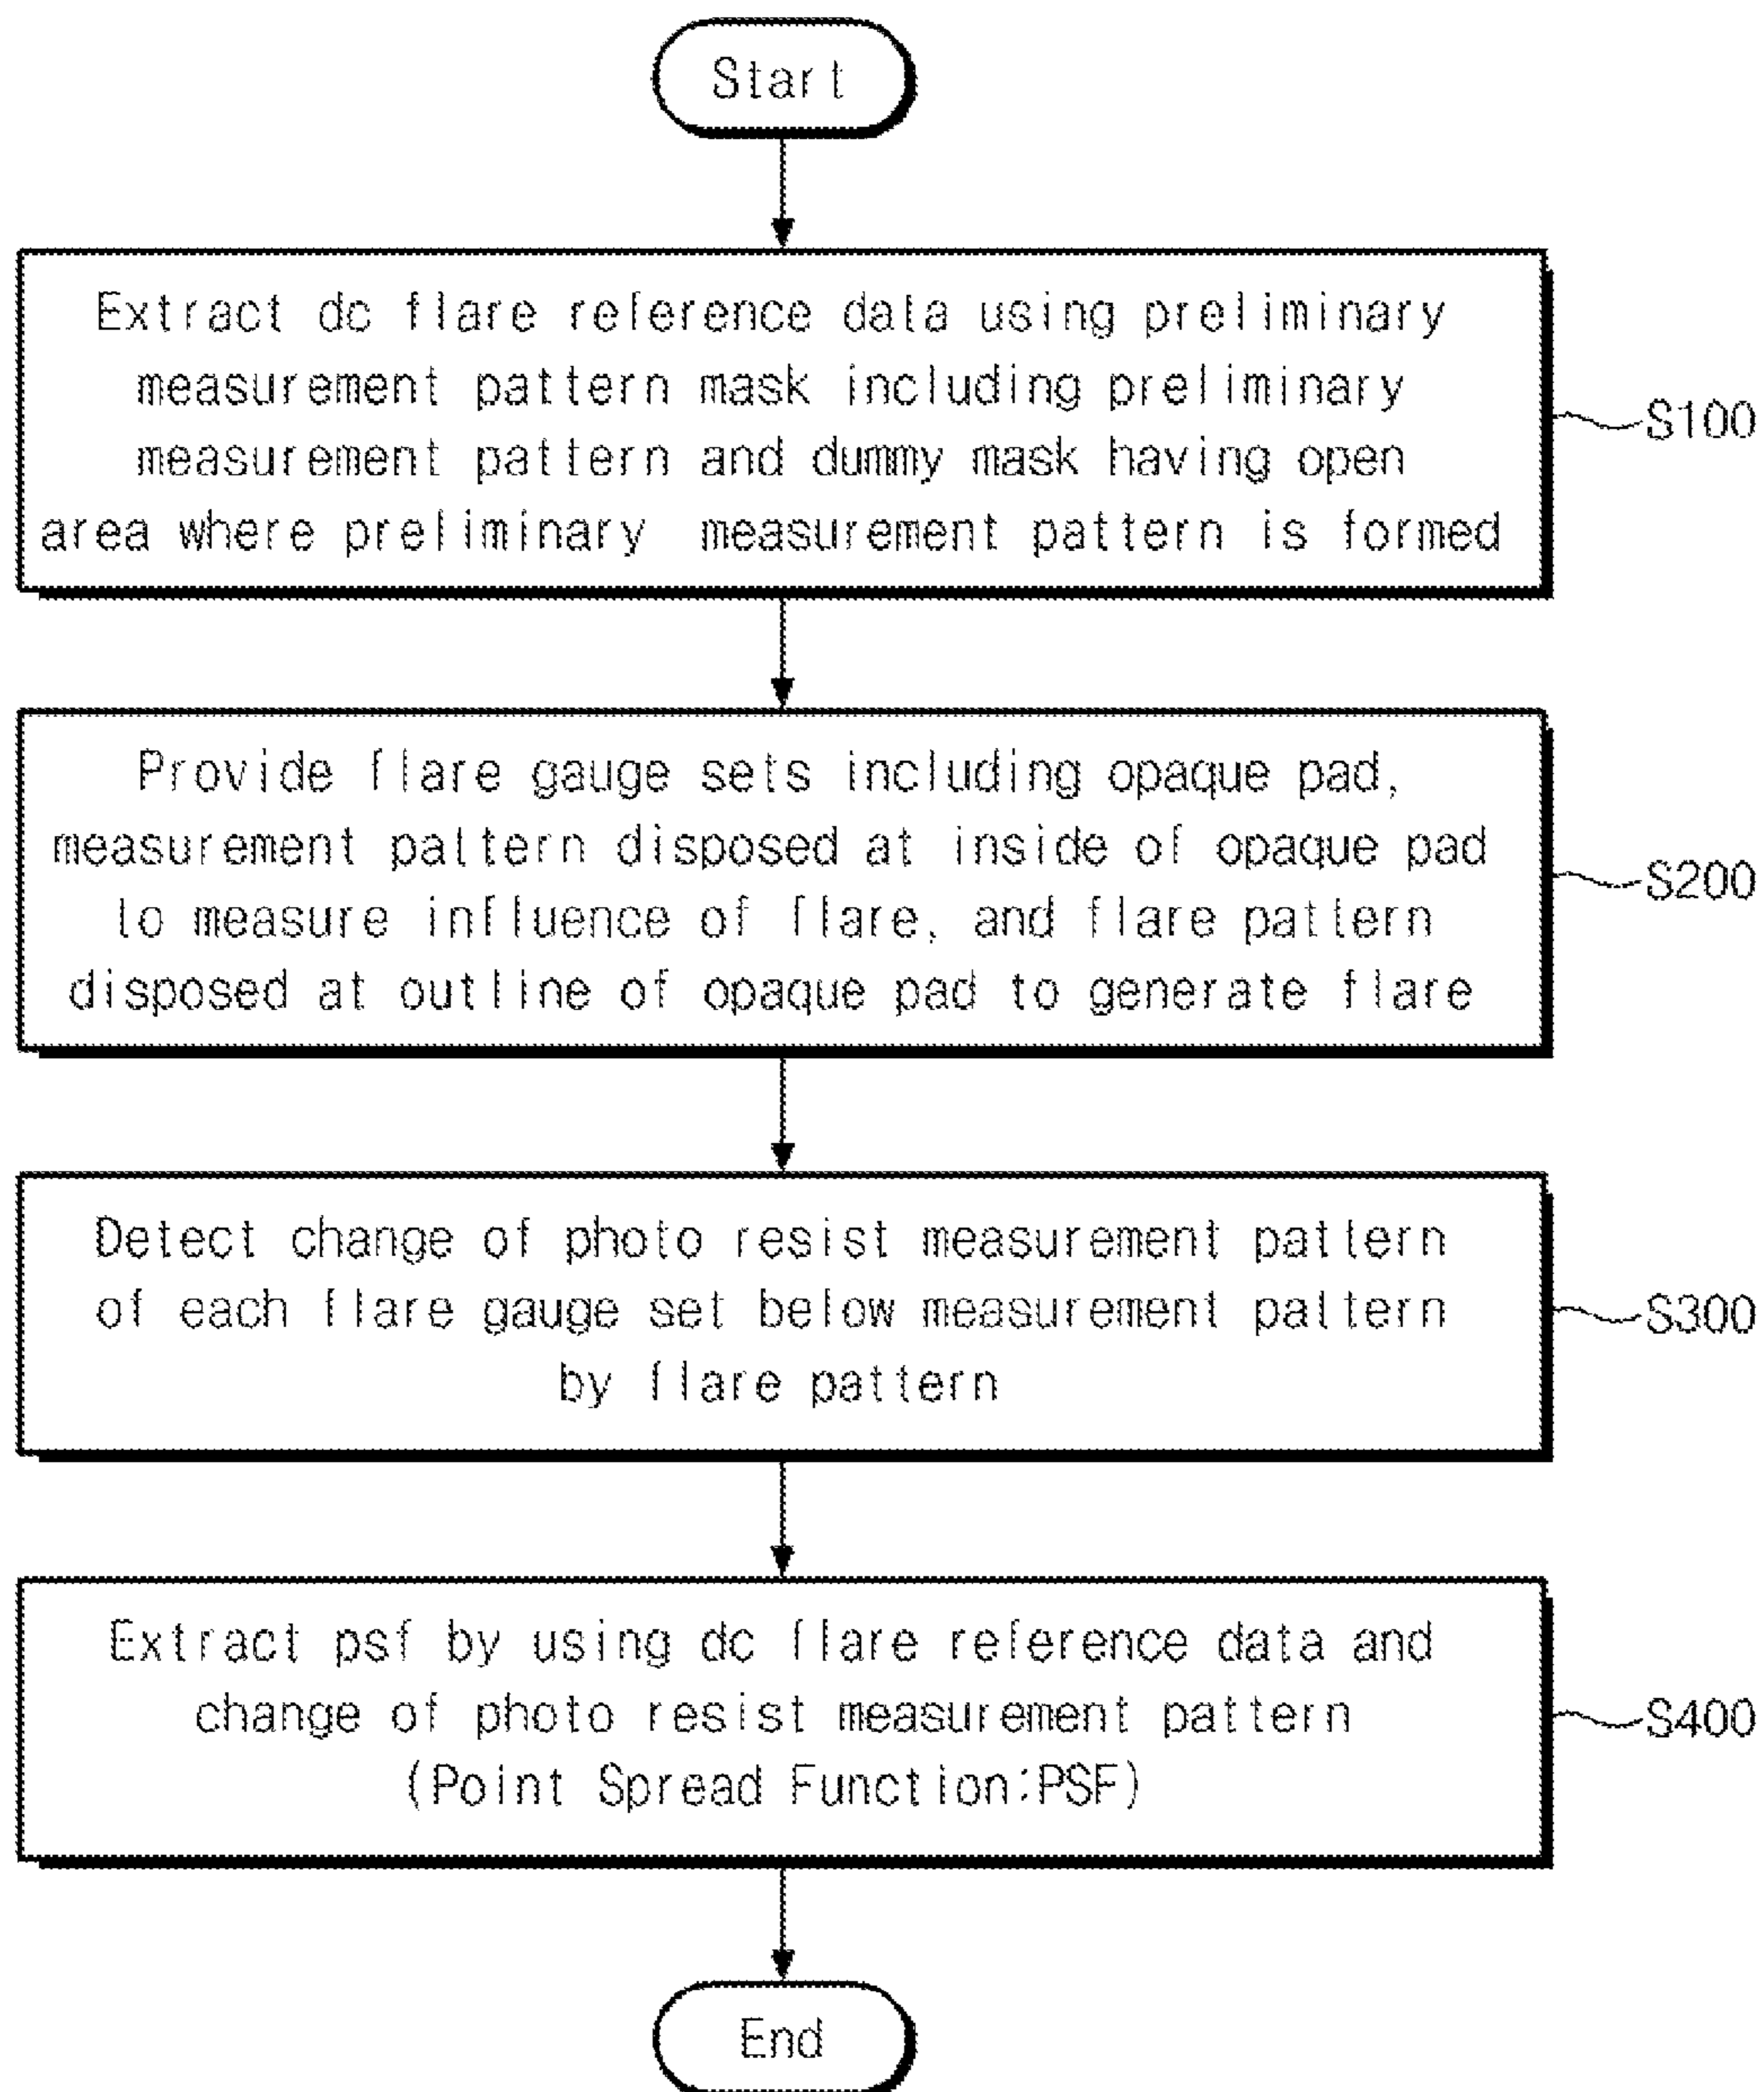 Start
Extract dc flare reference data using preliminary
measurement pattern mask including preliminary
measurement pattern and dummy mask having open
area where preliminary measurement pattern is formed
S100
Provide flare gauge sets including opaque pad,
measurement pattern disposed at inside of opaque pad
to measure influence of flare, and flare pattern
disposed at outline of opaque pad to generate flare
S200
Detect change of photo resist measurement pattern
of each flare gauge set below measurement pattern
by flare pattern
S300
Extract psf by using dc flare reference data and
change of photo resist measurement pattern
(Point Spread Function:PSF)
S400
End